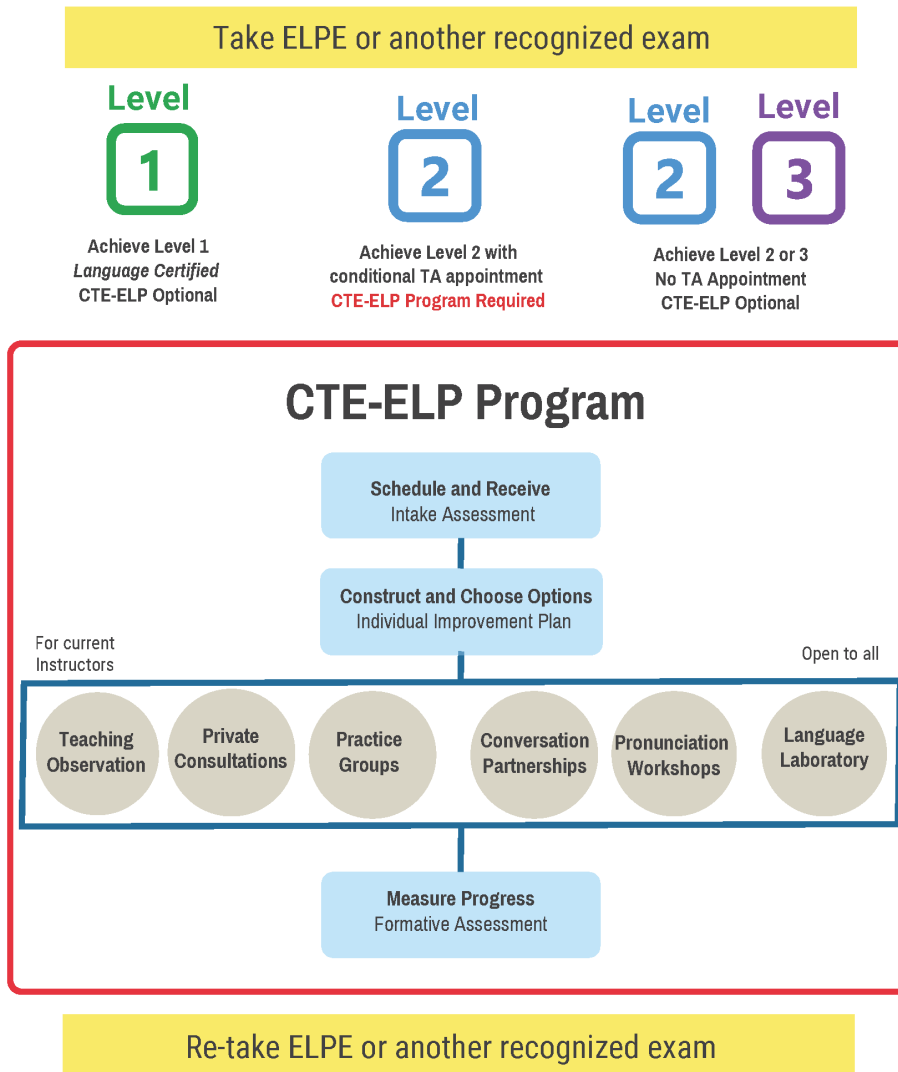 Take ELPE or another recognized exam
Level
1
Achieve Level 1
Language Certified
CTE-ELP Optional
Level
2
Achieve Level 2 with
conditional TA appointment
CTE-ELP Program Required
Level
2
Level
3
Achieve Level 2 or 3
No TA Appointment
CTE-ELP Optional
CTE-ELP Program
Schedule and Receive
Intake Assessment
Construct and Choose Options
Individual Improvement Plan
For current
Instructors
Open to all
Teaching
Observation
Private
Consultations
Practice
Groups
Conversation
Partnerships
Pronunciation
Workshops
Language
Laboratory
Measure Progress
Formative Assessment
Re-take ELPE or another recognized exam